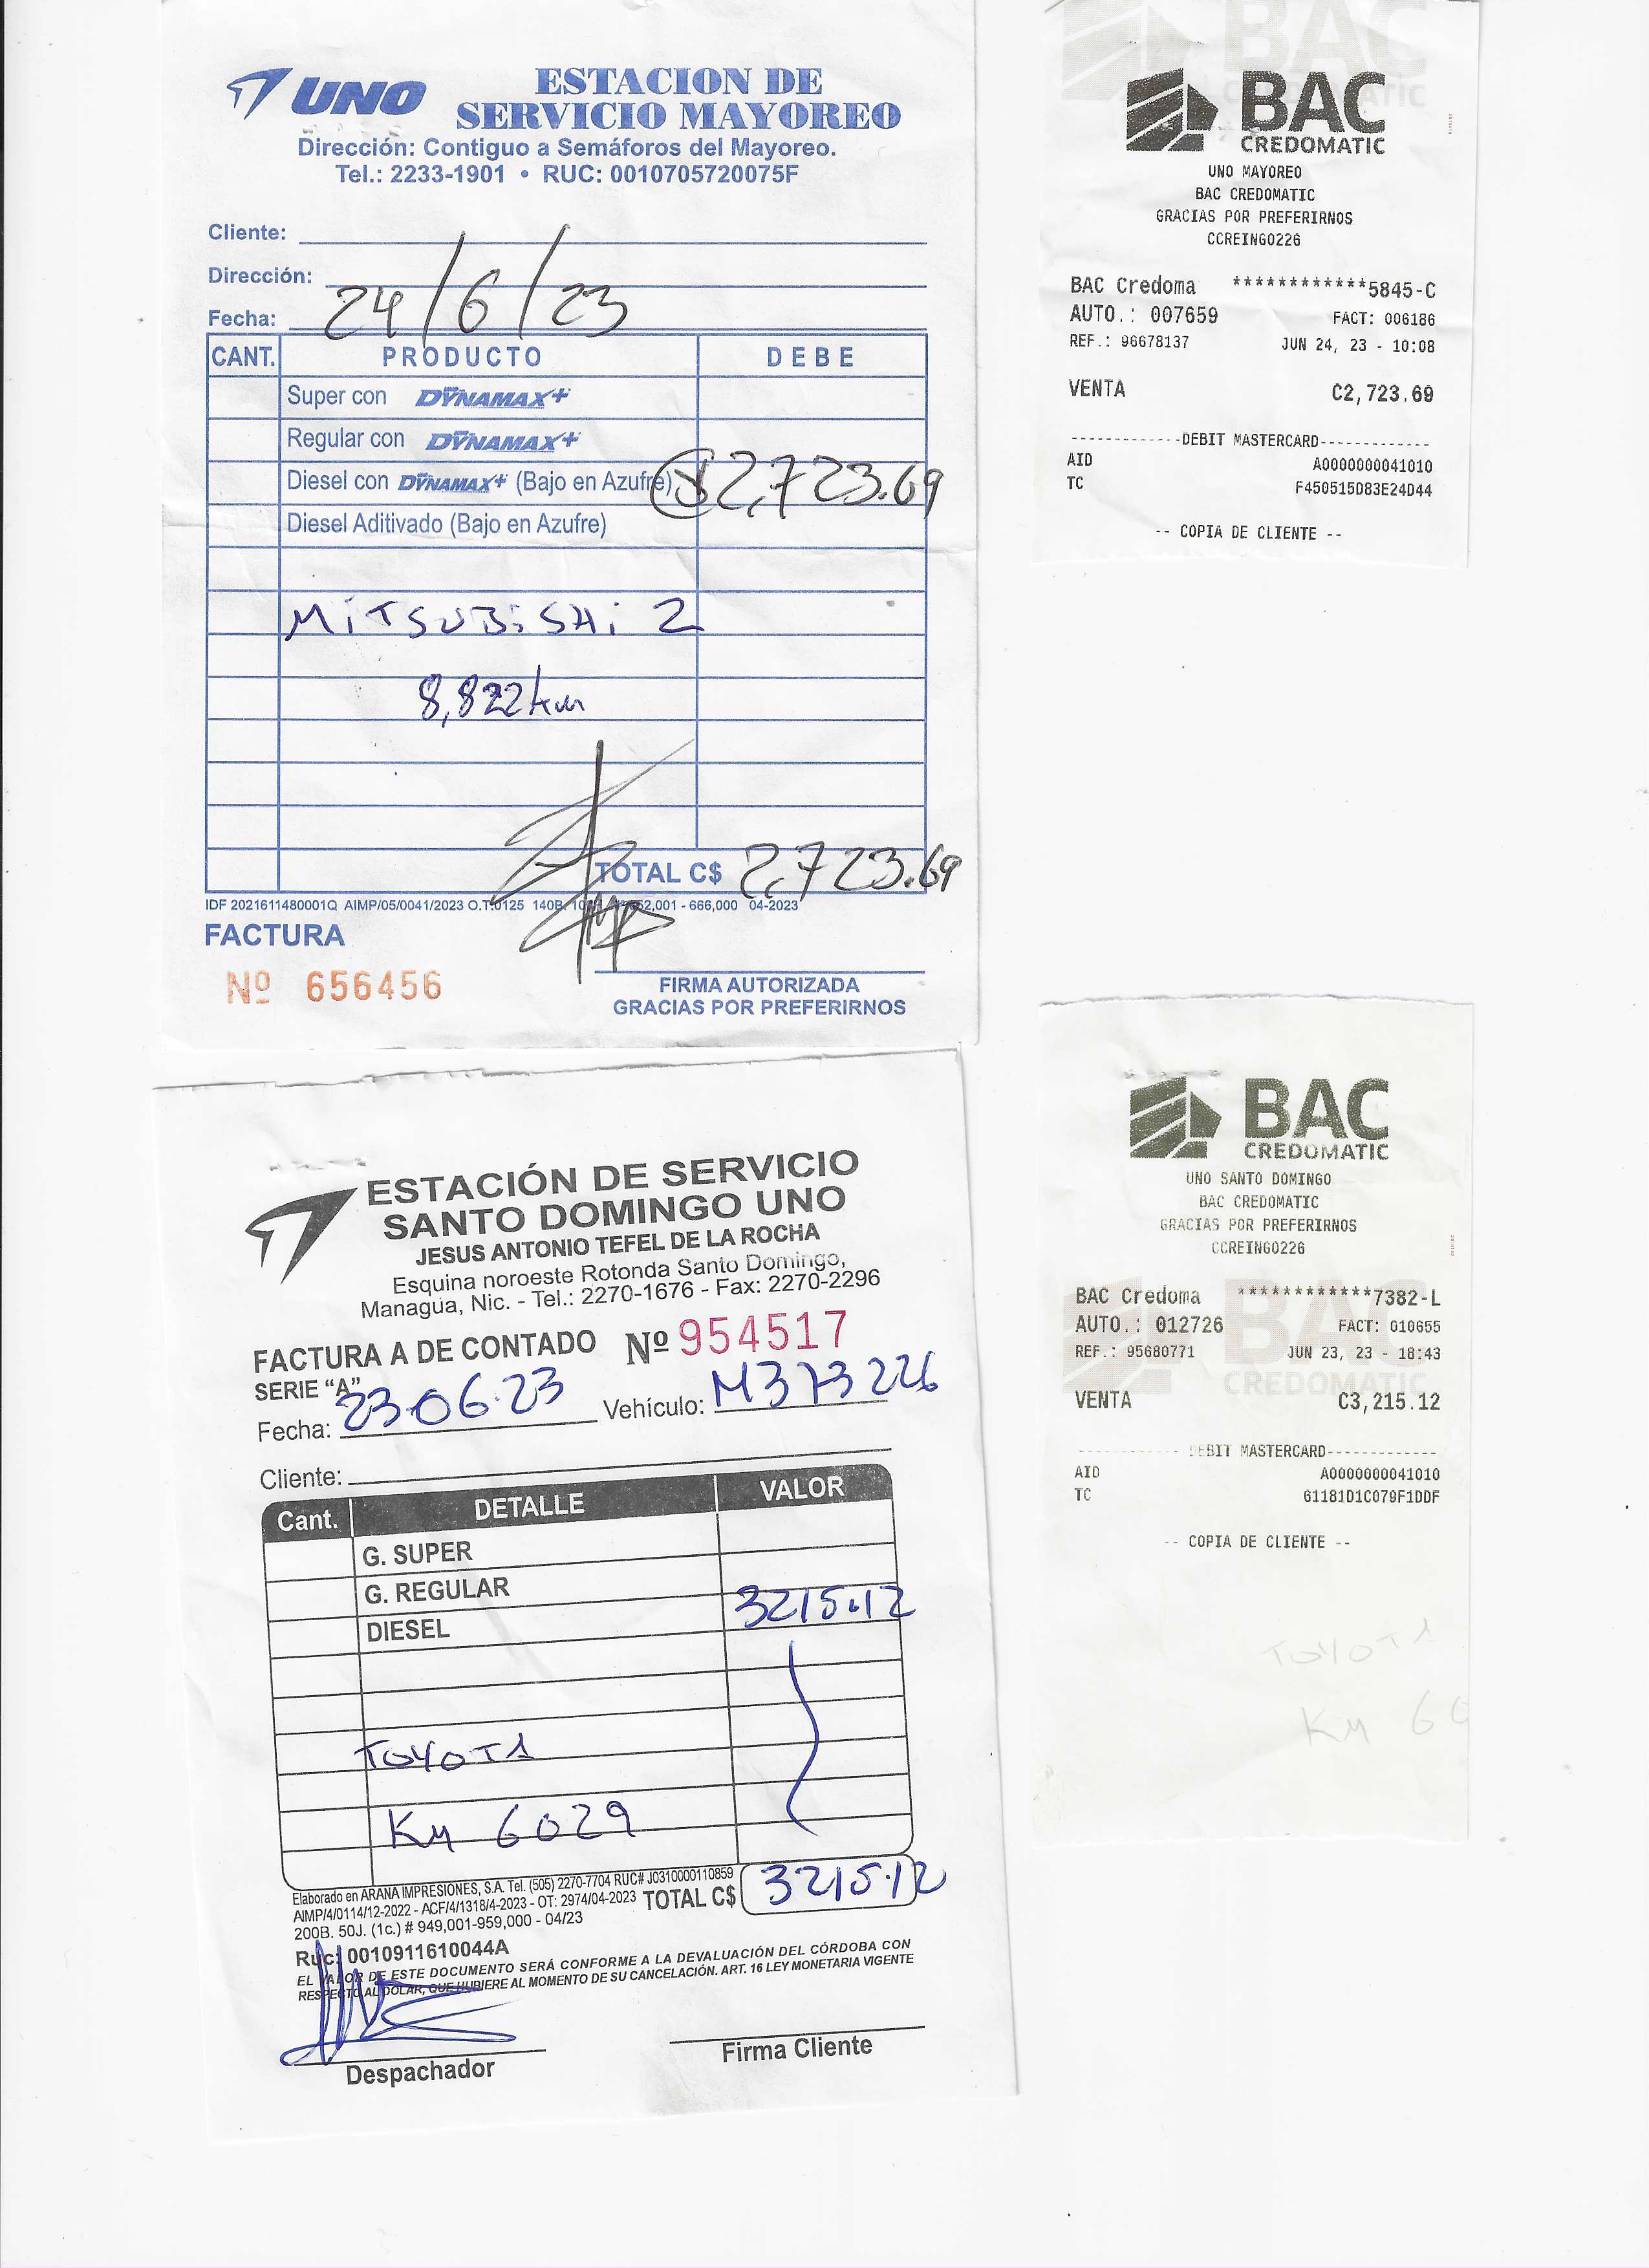 UNO
ESTACION DE
SERVICIO MAYOREO
Dirección: Contiguo a Semáforos del Mayoreo.
Tel.: 2233-1901 • RUC: 0010705720075F
Cliente:
Dirección:
Fecha: 24/6/23
CANT. PRODUCTO DEBE
Super con DYNAMAX+
Regular con DYNAMAX+
Diesel con DYNAMAX+ (Bajo en Azufre) 2,723.69
Diesel Aditivado (Bajo en Azufre)
MiTSUBiSHi 2
8,822 km
TOTAL C$ 2,723.69
IDF 2021611480001Q AIMP/05/0041/2023 O.T.0125 140B. - 666,000 04-2023
FACTURA
Nº 656456
FIRMA AUTORIZADA
GRACIAS POR PREFERIRNOS
BAC
CREDOMATIC
UNO MAYOREO
BAC CREDOMATIC
GRACIAS POR PREFERIRNOS
CCREING0226
BAC Credoma ************5845-C
AUTO.: 007659 FACT: 006186
REF.: 96678137 JUN 24, 23 - 10:08
VENTA C2,723.69
------------DEBIT MASTERCARD-------------
AID A0000000041010
TC F450515D83E24D44
-- COPIA DE CLIENTE --
ESTACIÓN DE SERVICIO
SANTO DOMINGO UNO
JESUS ANTONIO TEFEL DE LA ROCHA
Esquina noroeste Rotonda Santo Domingo,
Managua, Nic. - Tel.: 2270-1676 - Fax: 2270-2296
FACTURA A DE CONTADO Nº 954517
SERIE "A"
Fecha: 23-06-23 Vehículo: M373226
Cliente:
Cant. DETALLE VALOR
G. SUPER
G. REGULAR
DIESEL 3215.12
TOYOTA
KM 6029
Elaborado en ARANA IMPRESIONES, S.A. Tel. (505) 2270-7704 RUC# J0310000110859
AIMP/4/0114/12-2022 - ACF/4/1318/4-2023 - OT: 2974/04-2023
200B. 50J. (1c.) # 949,001-959,000 - 04/23
TOTAL C$ 3215.12
Ruc: 0010911610044A
EL VALOR DE ESTE DOCUMENTO SERÁ CONFORME A LA DEVALUACIÓN DEL CÓRDOBA CON
RESPECTO AL DOLAR, QUE HUBIERE AL MOMENTO DE SU CANCELACIÓN. ART. 16 LEY MONETARIA VIGENTE
Despachador
Firma Cliente
BAC
CREDOMATIC
UNO SANTO DOMINGO
BAC CREDOMATIC
GRACIAS POR PREFERIRNOS
CCREING0226
BAC Credoma ************7382-L
AUTO.: 012726 FACT: 010655
REF.: 95680771 JUN 23, 23 - 18:43
VENTA C3,215.12
------------ DEBIT MASTERCARD-------------
AID A0000000041010
TC 61181D1C079F1DDF
-- COPIA DE CLIENTE --
TOYOTA
KM 60